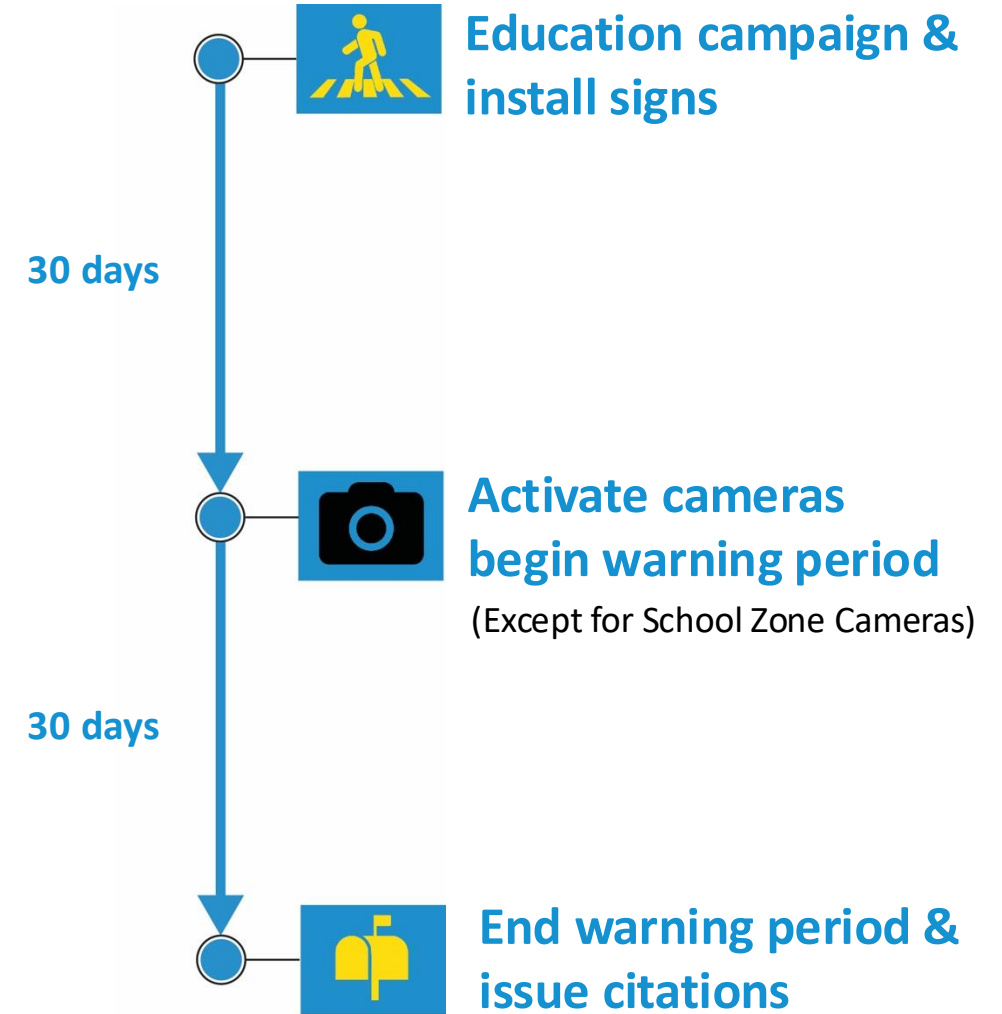 Education campaign &
install signs
30 days
Activate cameras
begin warning period
(Except for School Zone Cameras)
30 days
End warning period &
issue citations